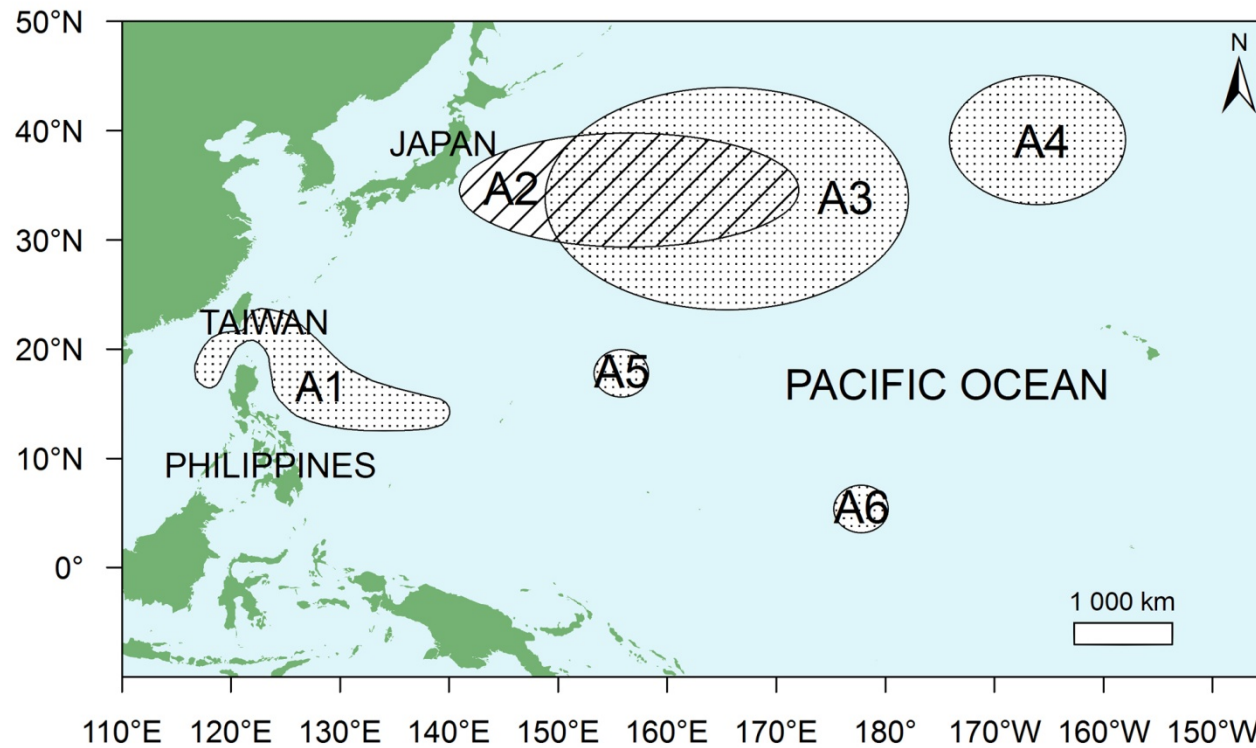 50°N
N
40°N
JAPAN
A4
A2
A3
30°N
TAIWAN
20°N
A5
A1
PACIFIC OCEAN
10°N
PHILIPPINES
A6
0°
1 000 km
110°E 120°E 130°E 140°E 150°E 160°E 170°E 180° 170°W 160°W 150°W